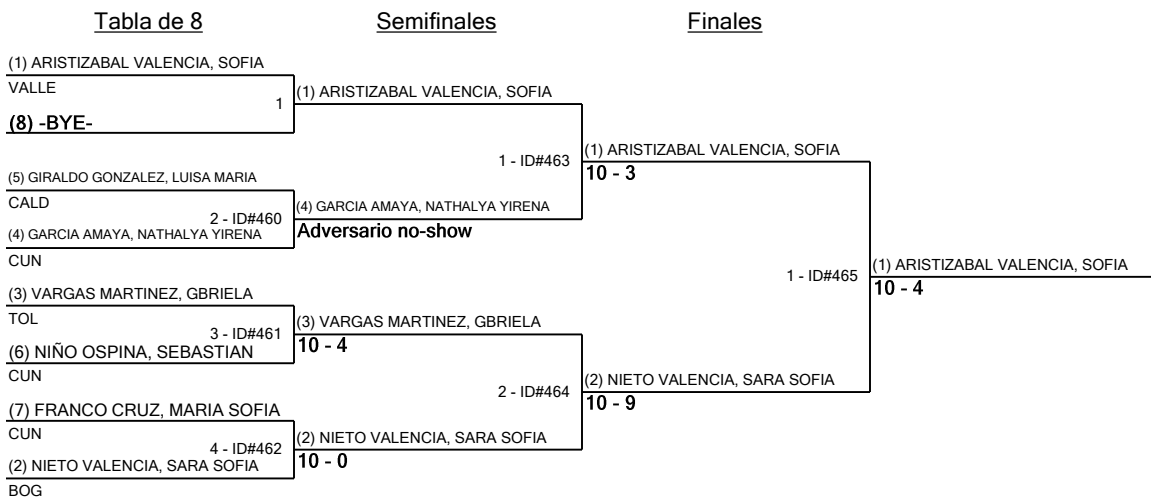 Tabla de 8
Semifinales
Finales
(1) ARISTIZABAL VALENCIA, SOFIA
VALLE
1
(8) -BYE-
(1) ARISTIZABAL VALENCIA, SOFIA
1 - ID#463
(1) ARISTIZABAL VALENCIA, SOFIA
10 - 3
(5) GIRALDO GONZALEZ, LUISA MARIA
CALD
2 - ID#460
(4) GARCIA AMAYA, NATHALYA YIRENA
CUN
(4) GARCIA AMAYA, NATHALYA YIRENA
Adversario no-show
1 - ID#465
(1) ARISTIZABAL VALENCIA, SOFIA
10 - 4
(3) VARGAS MARTINEZ, GBRIELA
TOL
3 - ID#461
(6) NIÑO OSPINA, SEBASTIAN
CUN
(3) VARGAS MARTINEZ, GBRIELA
10 - 4
2 - ID#464
(2) NIETO VALENCIA, SARA SOFIA
10 - 9
(7) FRANCO CRUZ, MARIA SOFIA
CUN
4 - ID#462
(2) NIETO VALENCIA, SARA SOFIA
BOG
(2) NIETO VALENCIA, SARA SOFIA
10 - 0